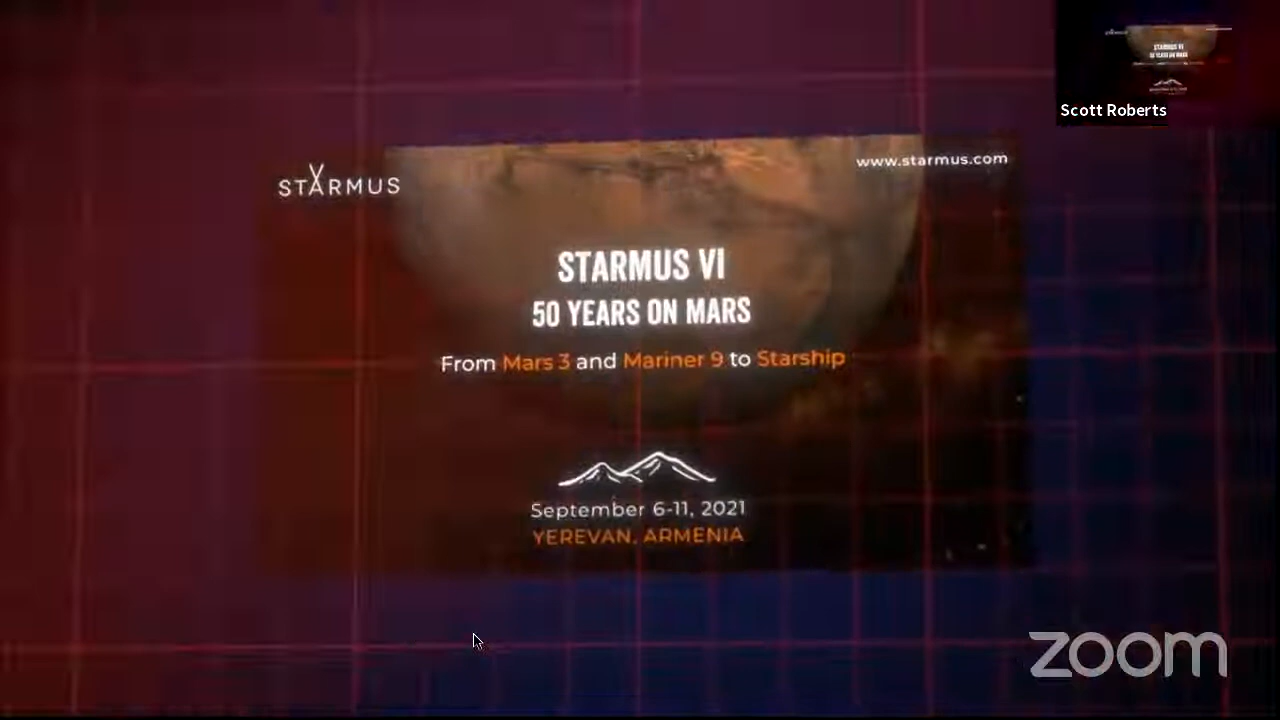 STARMUS
www.starmus.com
STARMUS VI
50 YEARS ON MARS
From Mars 3 and Mariner 9 to Starship
September 6-11, 2021
YEREVAN, ARMENIA
Scott Roberts
zoom